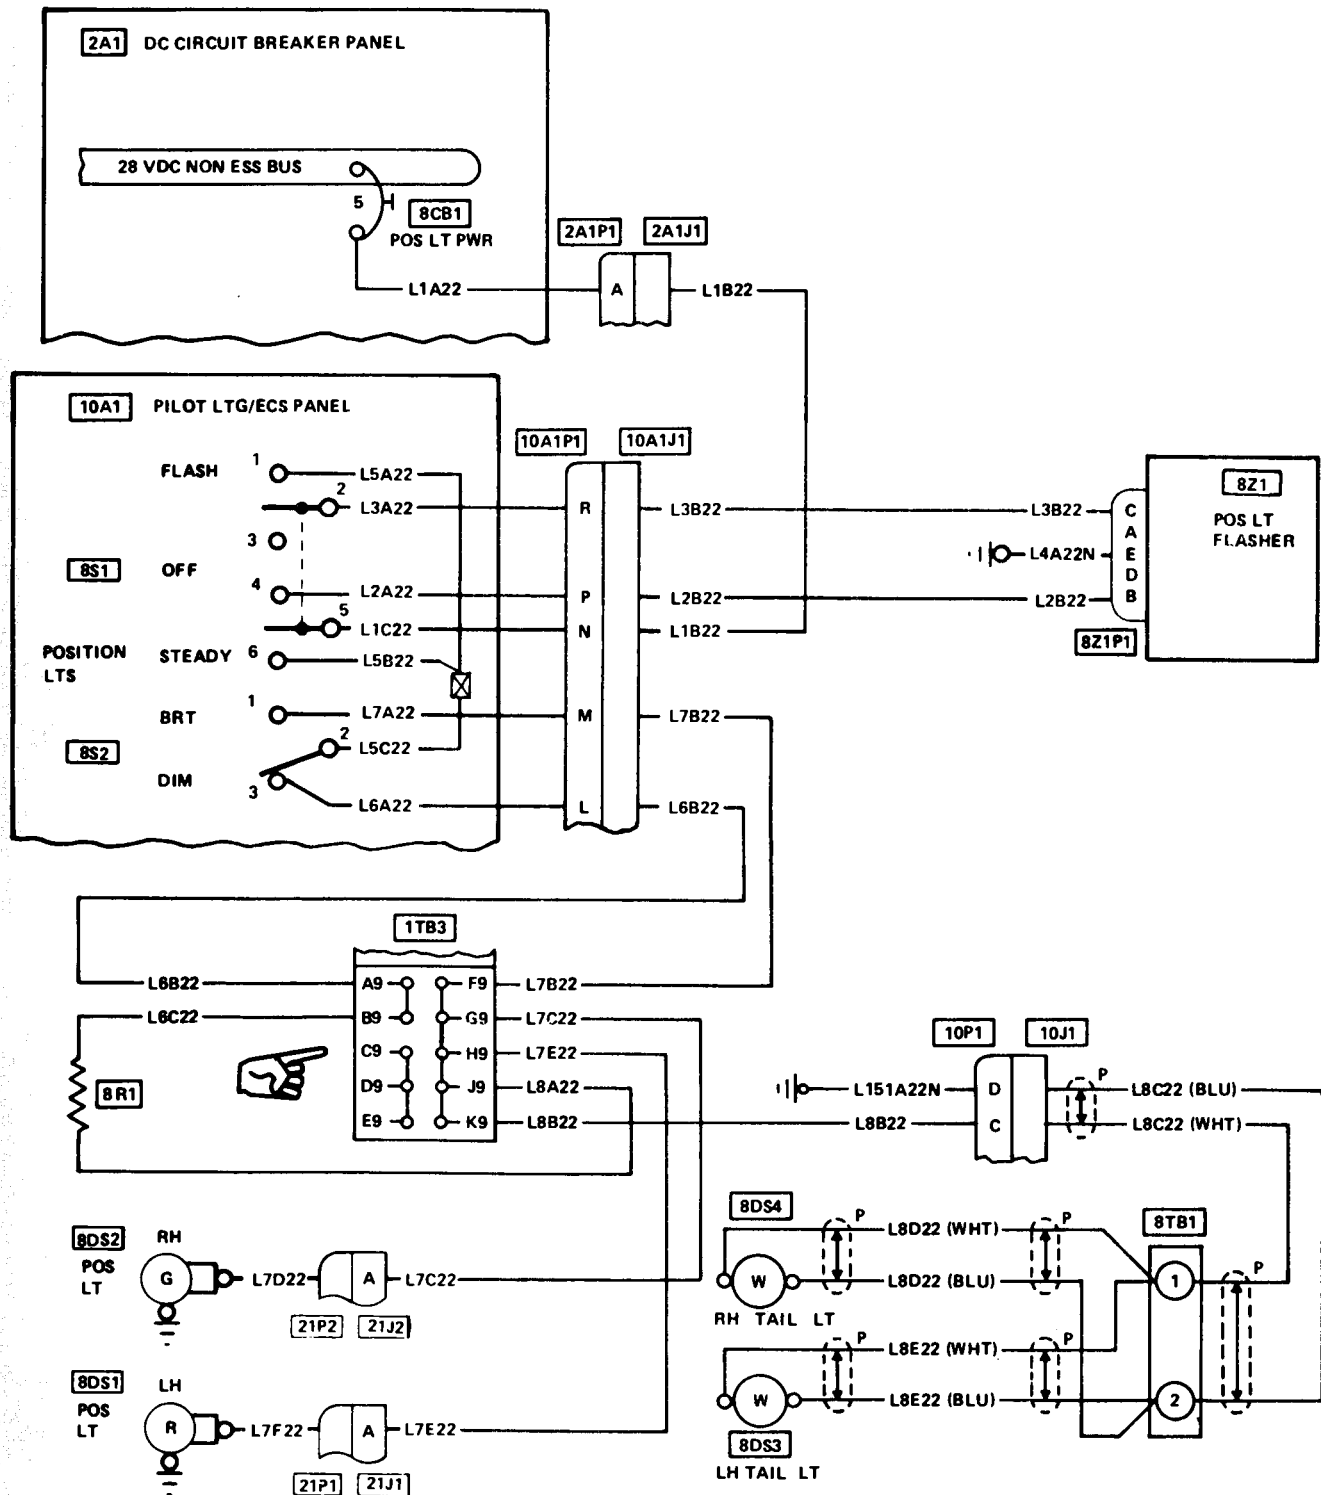 2A1 DC CIRCUIT BREAKER PANEL
28 VDC NON ESS BUS
5
8CB1
POS LT PWR
2A1P1 2A1J1
L1A22 A L1B22
10A1 PILOT LTG/ECS PANEL
10A1P1 10A1J1
FLASH 1 L5A22
2 L3A22 R L3B22 L3B22 C
8Z1
POS LT
FLASHER
A
3
L4A22N E
8S1 OFF
D
4 L2A22 P L2B22 L2B22 B
5 L1C22 N L1B22
8Z1P1
POSITION
LTS
STEADY 6 L5B22
BRT 1 L7A22 M L7B22
8S2
2 L5C22
DIM
3
L6A22 L L6B22
1TB3
L6B22 A9 F9 L7B22
L6C22 B9 G9 L7C22
10P1 10J1
C9 H9 L7E22
8R1
D9 J9 L8A22 L151A22N D P L8C22 (BLU)
E9 K9 L8B22 L8B22 C L8C22 (WHT)
8DS4
8DS2 RH
POS
LT
P L8D22 (WHT) P
8TB1
G L7D22 A L7C22
W L8D22 (BLU) 1 P
21P2 21J2
RH TAIL LT
P L8E22 (WHT) P
8DS1 LH
POS
LT
W L8E22 (BLU) 2
R L7F22 A L7E22
8DS3
LH TAIL LT
21P1 21J1